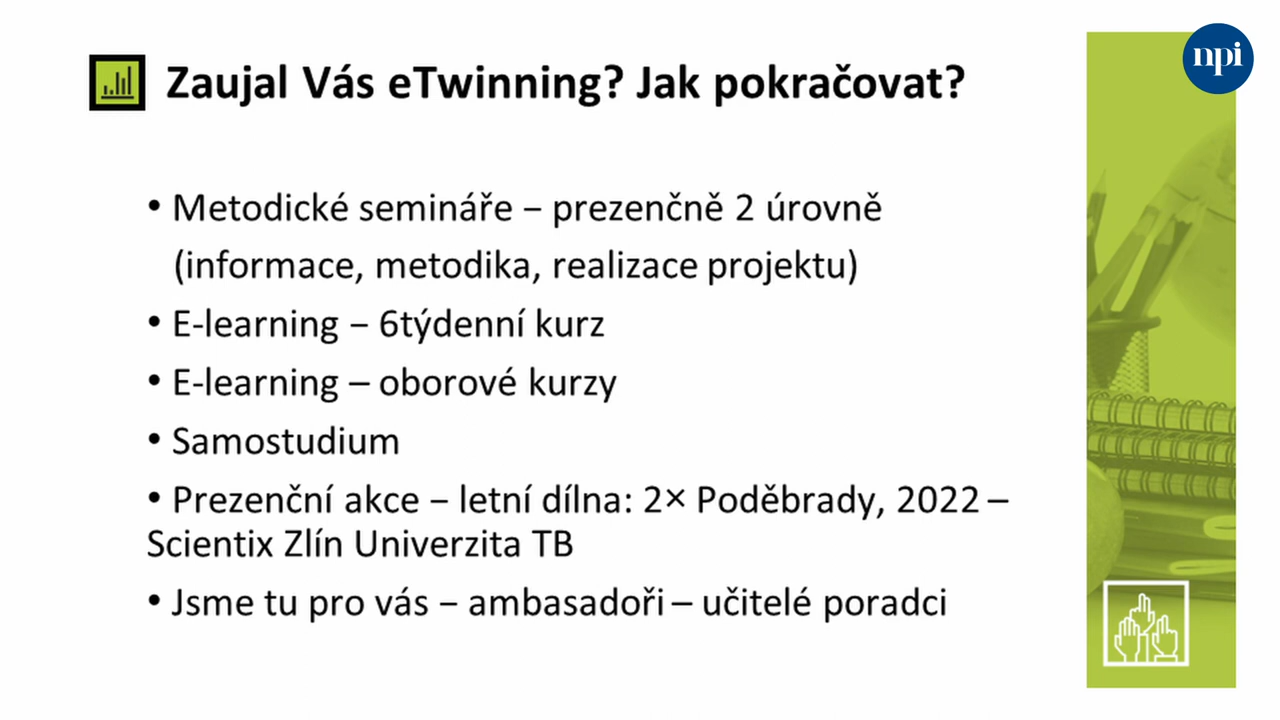 npi
Zaujal Vás eTwinning? Jak pokračovat?
• Metodické semináře – prezenčně 2 úrovně
(informace, metodika, realizace projektu)
• E-learning – 6týdenní kurz
• E-learning – oborové kurzy
• Samostudium
• Prezenční akce – letní dílna: 2× Poděbrady, 2022 –
Scientix Zlín Univerzita TB
• Jsme tu pro vás – ambasadoři – učitelé poradci